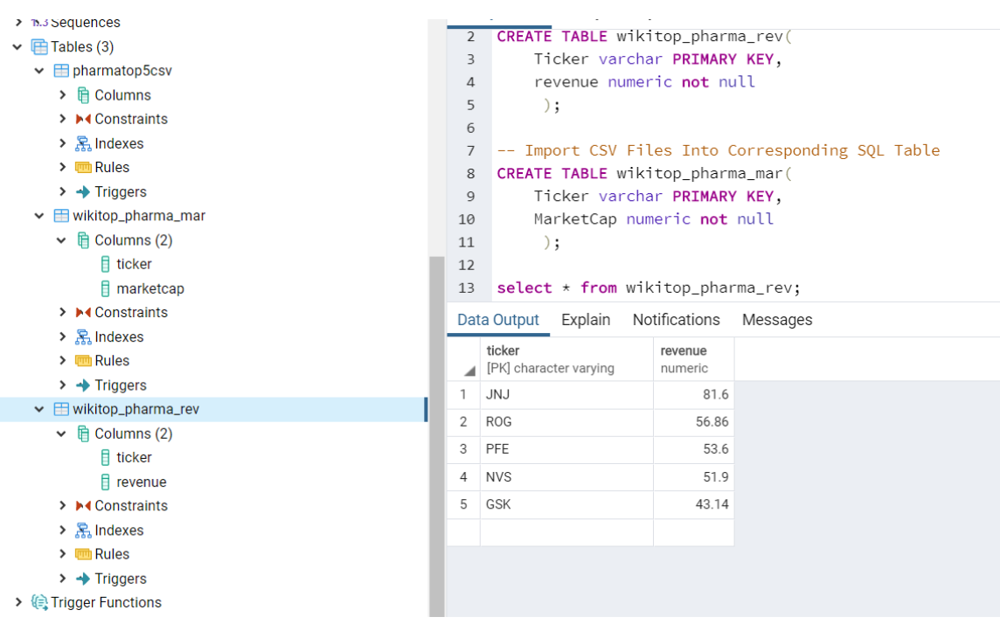 Sequences
Tables (3)
pharmatop5csv
Columns
Constraints
Indexes
Rules
Triggers
wikitop_pharma_mar
Columns (2)
ticker
marketcap
Constraints
Indexes
Rules
Triggers
wikitop_pharma_rev
Columns (2)
ticker
revenue
Constraints
Indexes
Rules
Triggers
Trigger Functions
2 CREATE TABLE wikitop_pharma_rev(
3 Ticker varchar PRIMARY KEY,
4 revenue numeric not null
5 );
6
7 -- Import CSV Files Into Corresponding SQL Table
8 CREATE TABLE wikitop_pharma_mar(
9 Ticker varchar PRIMARY KEY,
10 MarketCap numeric not null
11 );
12
13 select * from wikitop_pharma_rev;
Data Output Explain Notifications Messages
ticker revenue
[PK] character varying numeric
1 JNJ 81.6
2 ROG 56.86
3 PFE 53.6
4 NVS 51.9
5 GSK 43.14